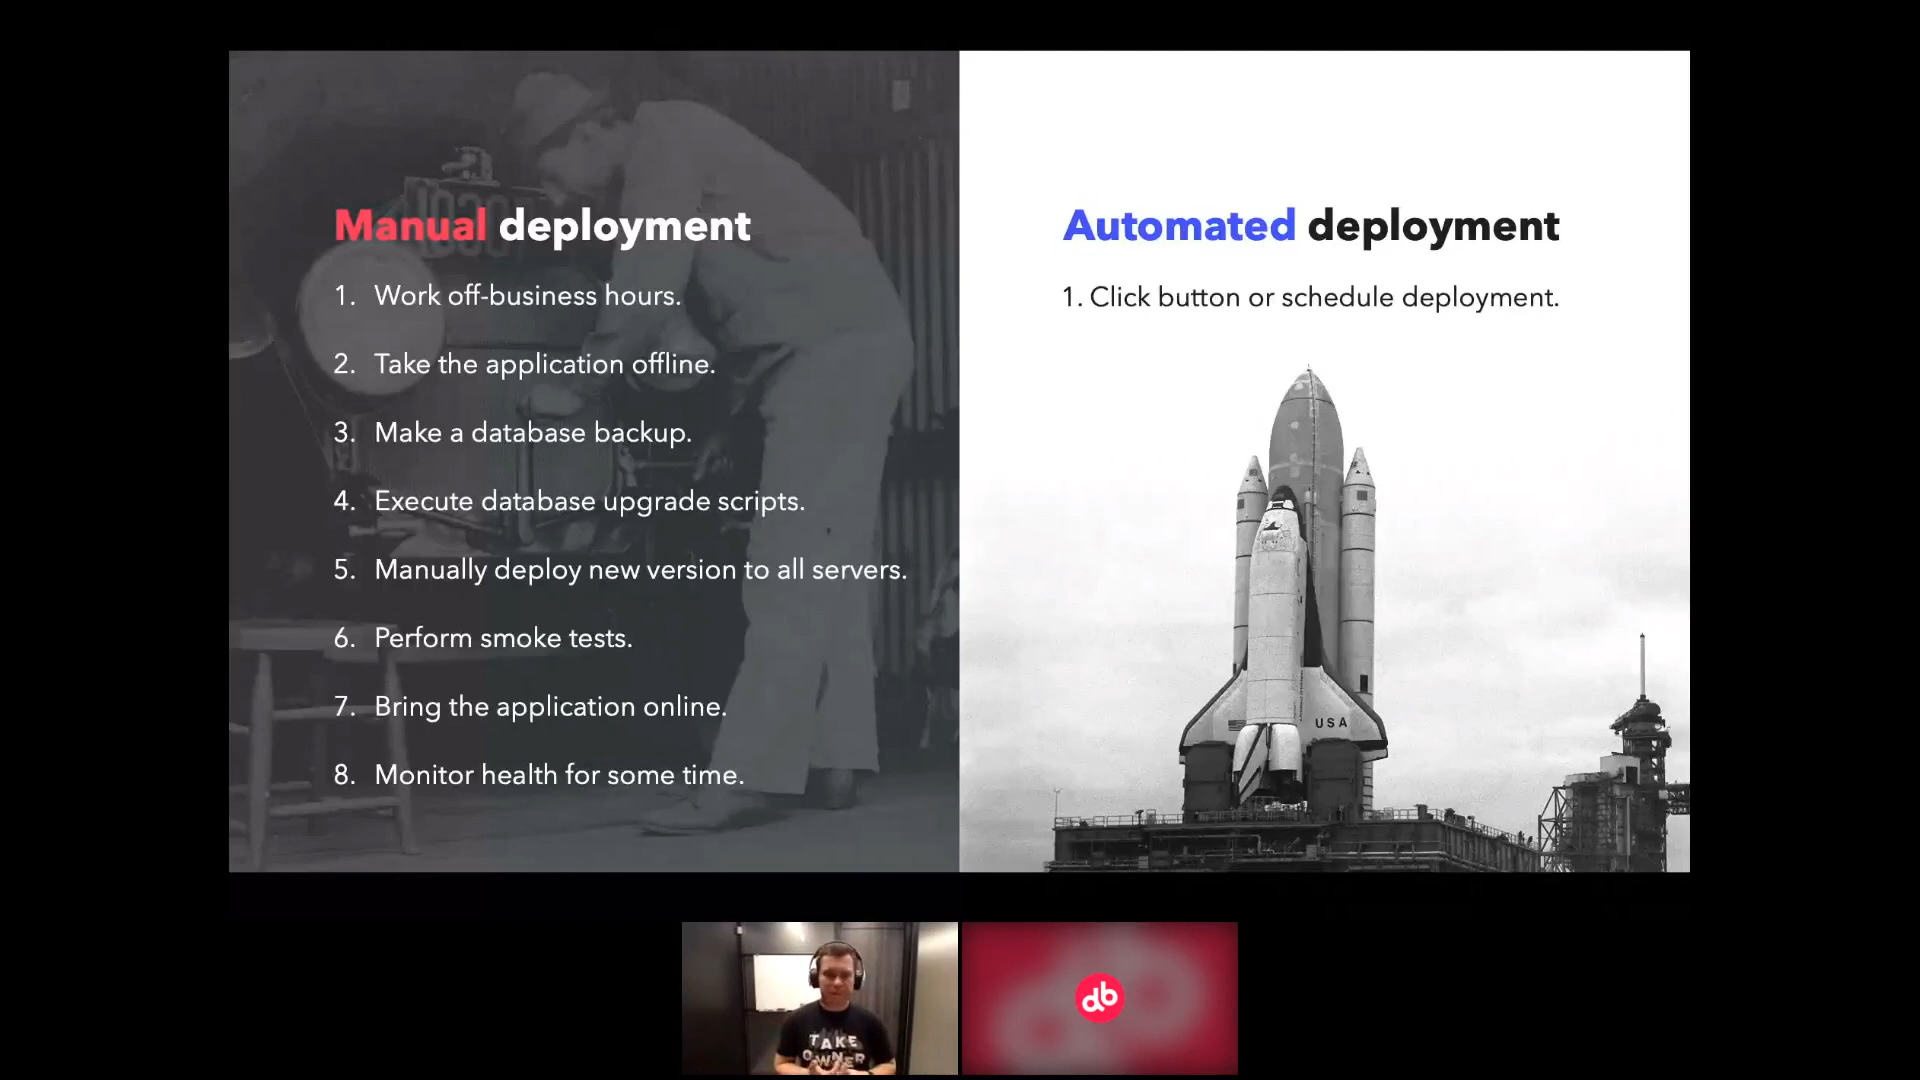 Manual deployment
1. Work off-business hours.
2. Take the application offline.
3. Make a database backup.
4. Execute database upgrade scripts.
5. Manually deploy new version to all servers.
6. Perform smoke tests.
7. Bring the application online.
8. Monitor health for some time.
Automated deployment
1. Click button or schedule deployment.
USA
TAKE
db